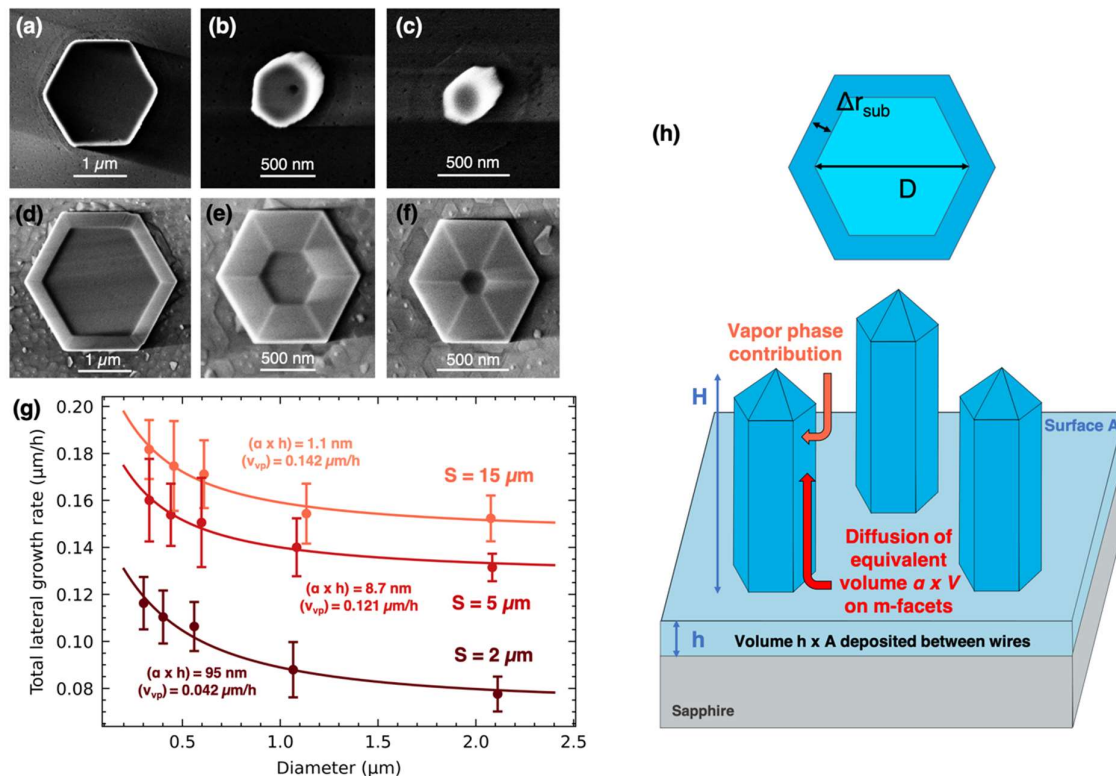 (a)
1 µm
(b)
500 nm
(c)
500 nm
(d)
1 µm
(e)
500 nm
(f)
500 nm
(g)
Total lateral growth rate (µm/h)
0.20
0.18
0.16
0.14
0.12
0.10
0.08
(α x h) = 1.1 nm
(v_vp) = 0.142 µm/h)
S = 15 µm
(α x h) = 8.7 nm
(v_vp) = 0.121 µm/h)
S = 5 µm
(α x h) = 95 nm
(v_vp) = 0.042 µm/h)
S = 2 µm
0.5
1.0
1.5
2.0
2.5
Diameter (µm)
(h)
Δr_sub
D
Vapor phase
contribution
H
Surface A
Diffusion of
equivalent
volume α x V
on m-facets
h
Volume h x A deposited between wires
Sapphire